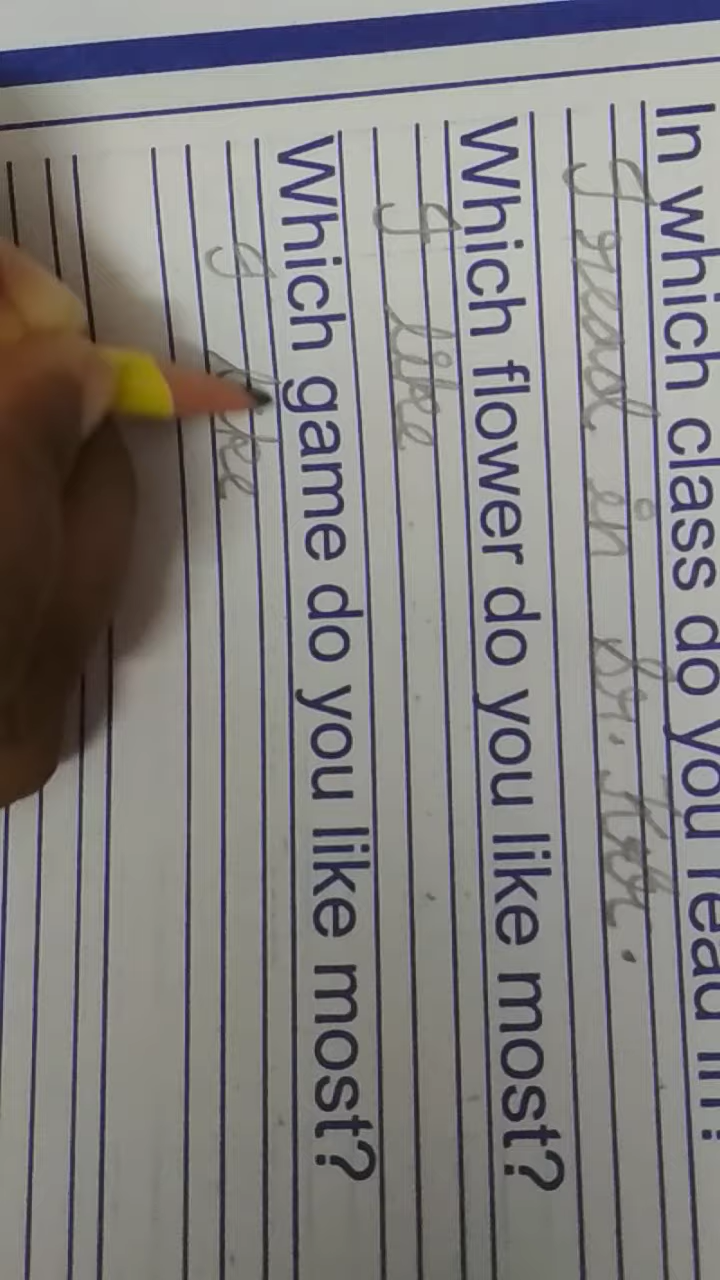 In which class do you read in?
I read in Sr. KG.
Which flower do you like most?
I like
Which game do you like most?
I like